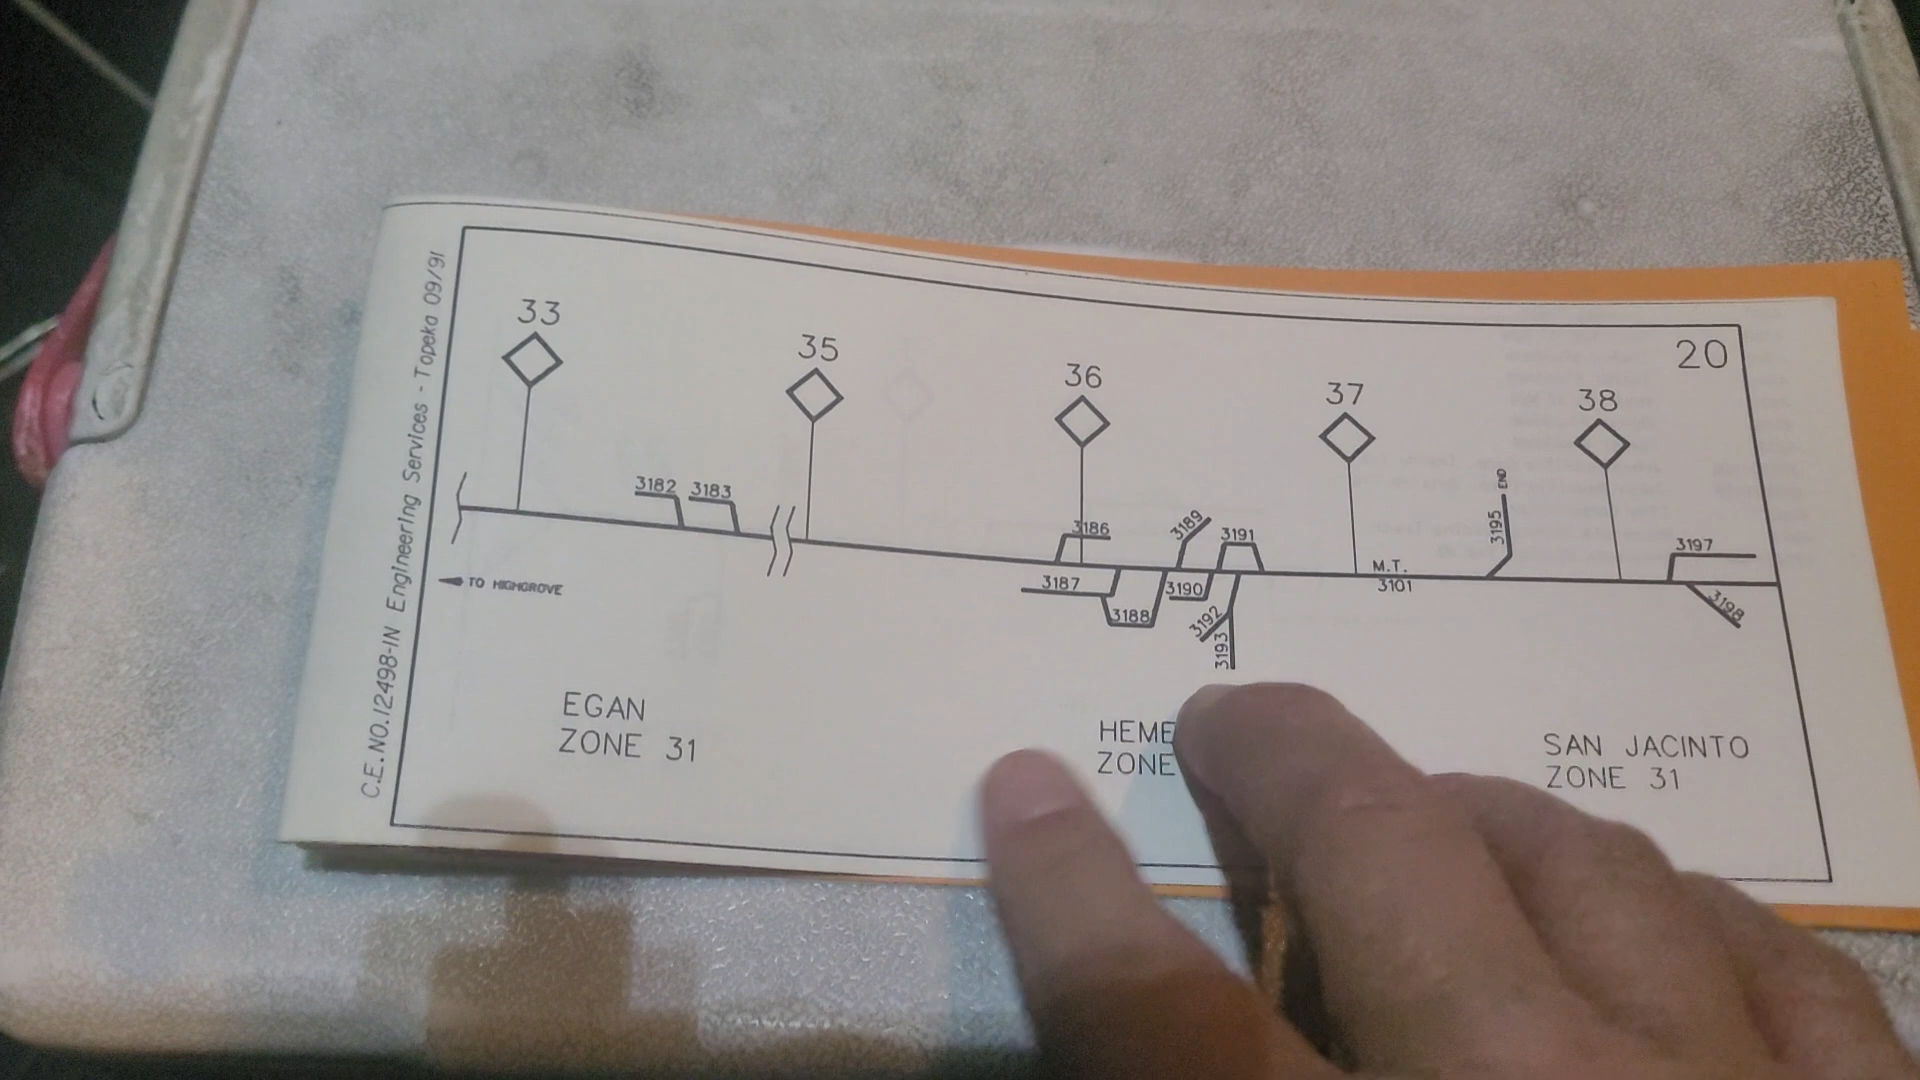 C.E.NO.12498-IN Engineering Services - Topeka 09/91
20
33
35
36
37
38
3182 3183
3186
3187
3188
3189
3190
3191
3192
3193
M.T.
3101
3195 END
3197
3198
TO HIGHGROVE
EGAN
ZONE 31
HEME
ZONE
SAN JACINTO
ZONE 31